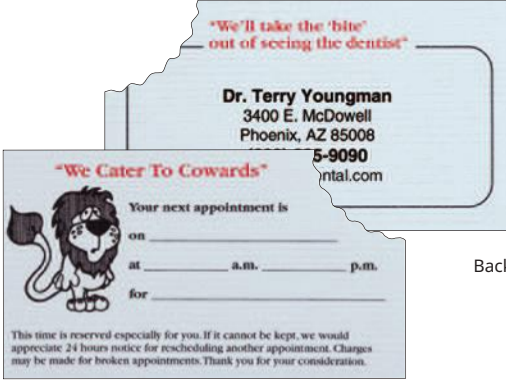 "We'll take the 'bite'
out of seeing the dentist"
Dr. Terry Youngman
3400 E. McDowell
Phoenix, AZ 85008
5-9090
ntal.com
"We Cater To Cowards"
Your next appointment is
on
at a.m. p.m.
for
This time is reserved especially for you. If it cannot be kept, we would
appreciate 24 hours notice for rescheduling another appointment. Charges
may be made for broken appointments. Thank you for your consideration.
Back